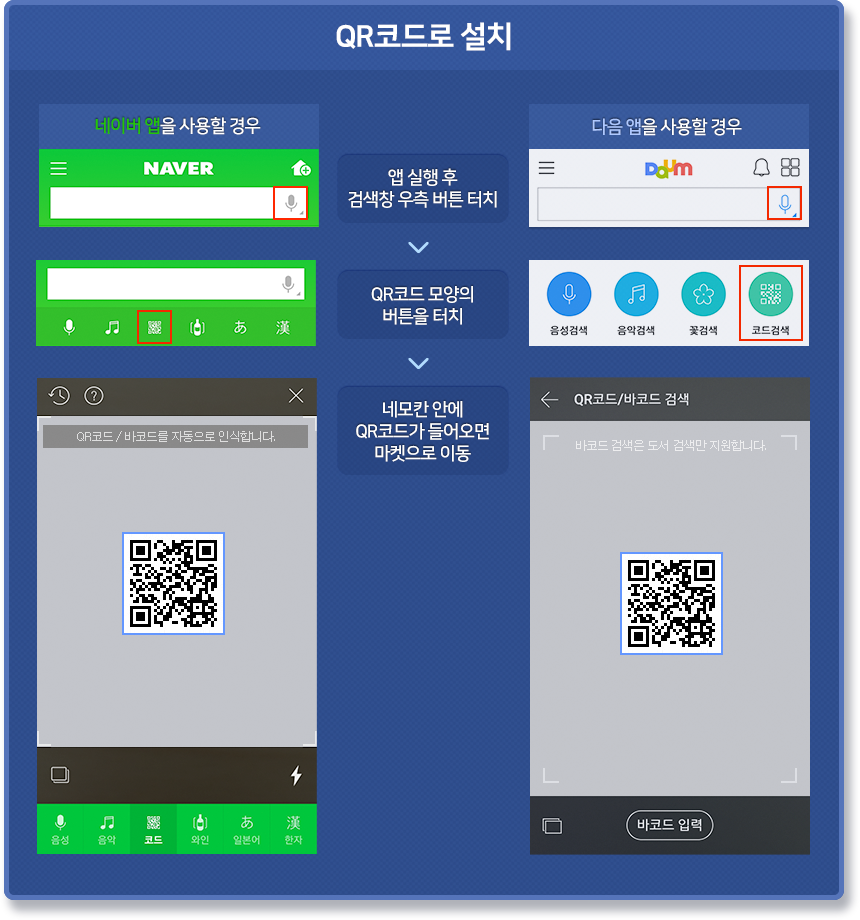 QR코드로 설치
네이버 앱을 사용할 경우
NAVER
앱 실행 후
검색창 우측 버튼 터치
QR코드 모양의
버튼을 터치
네모칸 안에
QR코드가 들어오면
마켓으로 이동
다음 앱을 사용할 경우
Daum
あ
漢
음성검색
음악검색
꽃검색
코드검색
?
QR코드 / 바코드를 자동으로 인식합니다.
음성
음악
코드
와인
あ
일본어
漢
한자
QR코드/바코드 검색
바코드 검색은 도서 검색만 지원합니다.
바코드 입력